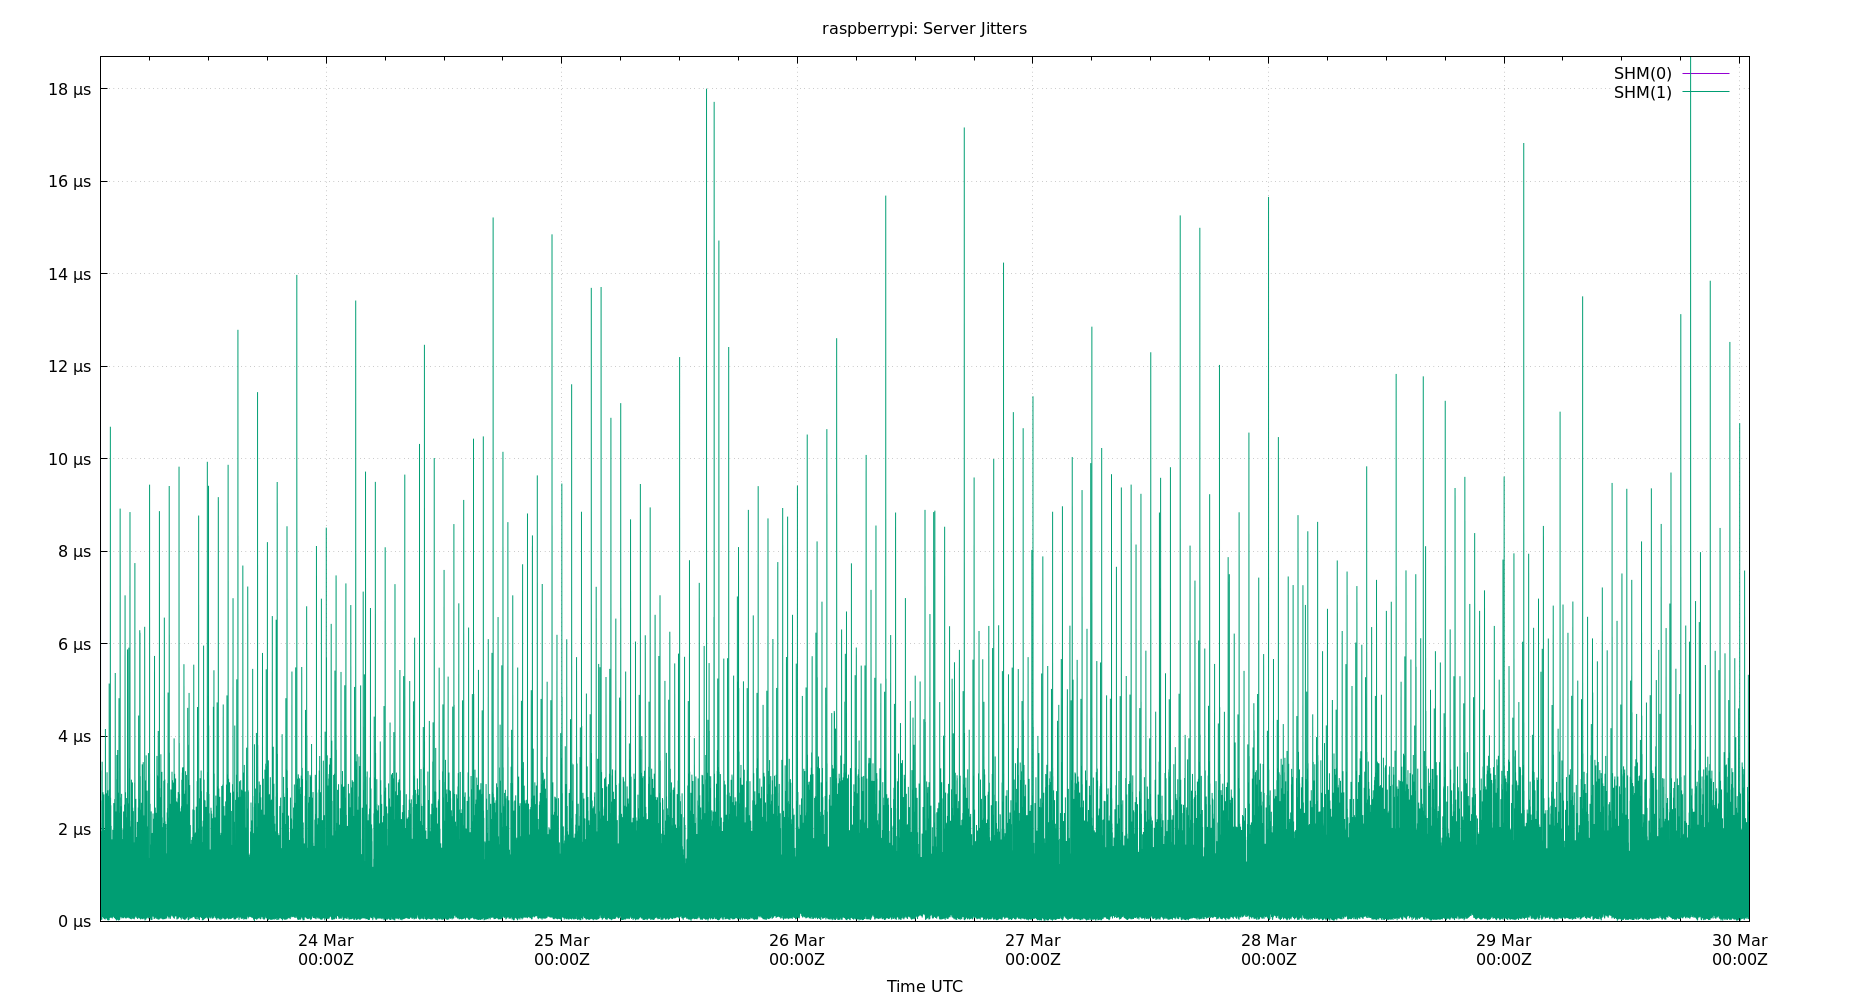 raspberrypi: Server Jitters
SHM(0)
SHM(1)
18 µs
16 µs
14 µs
12 µs
10 µs
8 µs
6 µs
4 µs
2 µs
0 µs
24 Mar 25 Mar 26 Mar 27 Mar 28 Mar 29 Mar 30 Mar
00:00Z 00:00Z 00:00Z 00:00Z 00:00Z 00:00Z 00:00Z
Time UTC